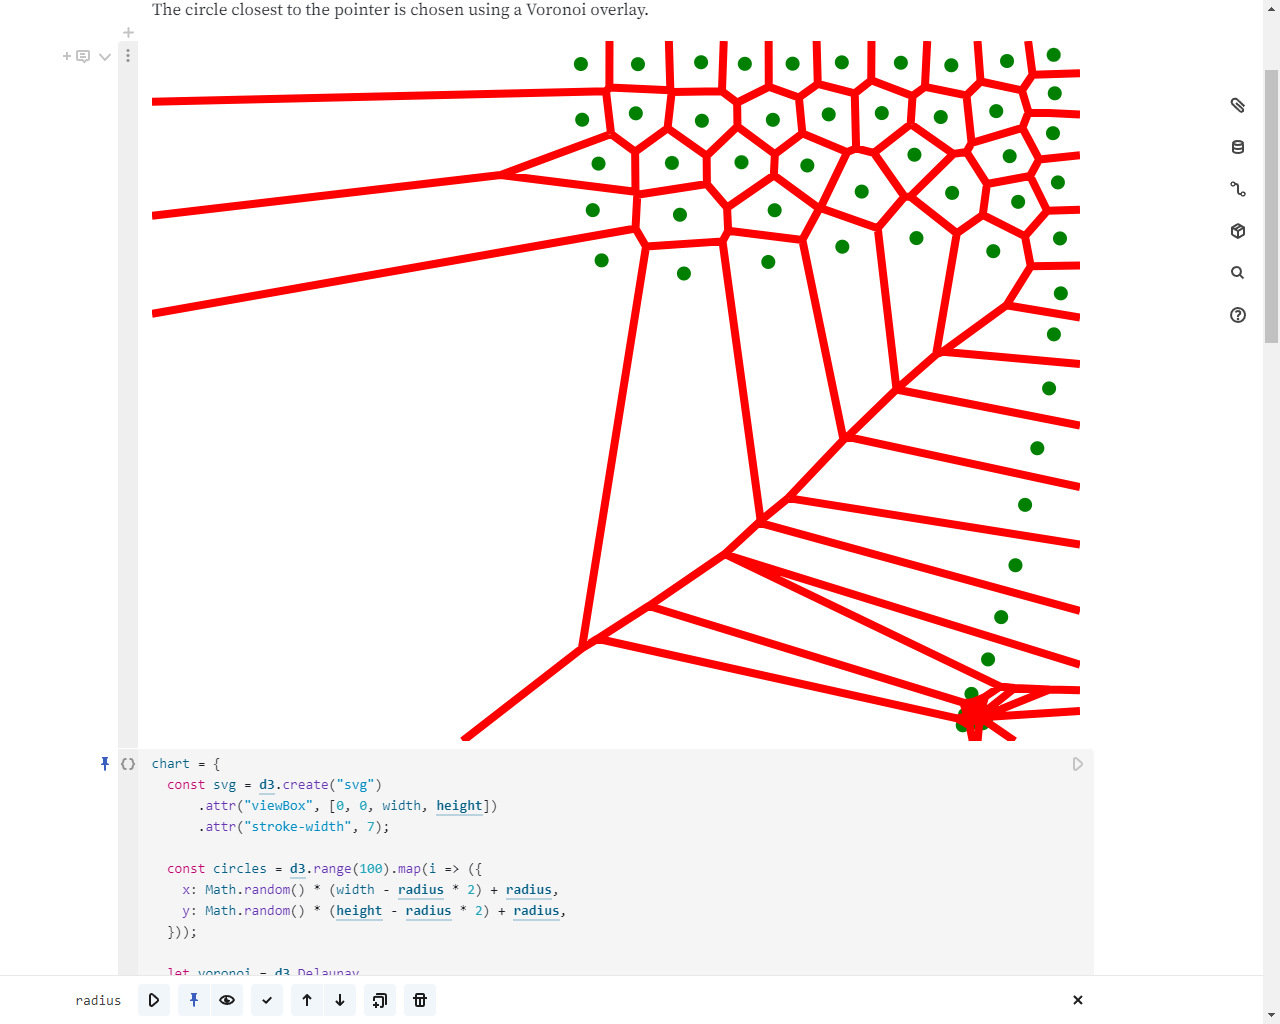 The circle closest to the pointer is chosen using a Voronoi overlay.
chart = {
  const svg = d3.create("svg")
      .attr("viewBox", [0, 0, width, height])
      .attr("stroke-width", 7);
  const circles = d3.range(100).map(i => ({
    x: Math.random() * (width - radius * 2) + radius,
    y: Math.random() * (height - radius * 2) + radius,
  }));
  let voronoi = d3.Delaunay
radius